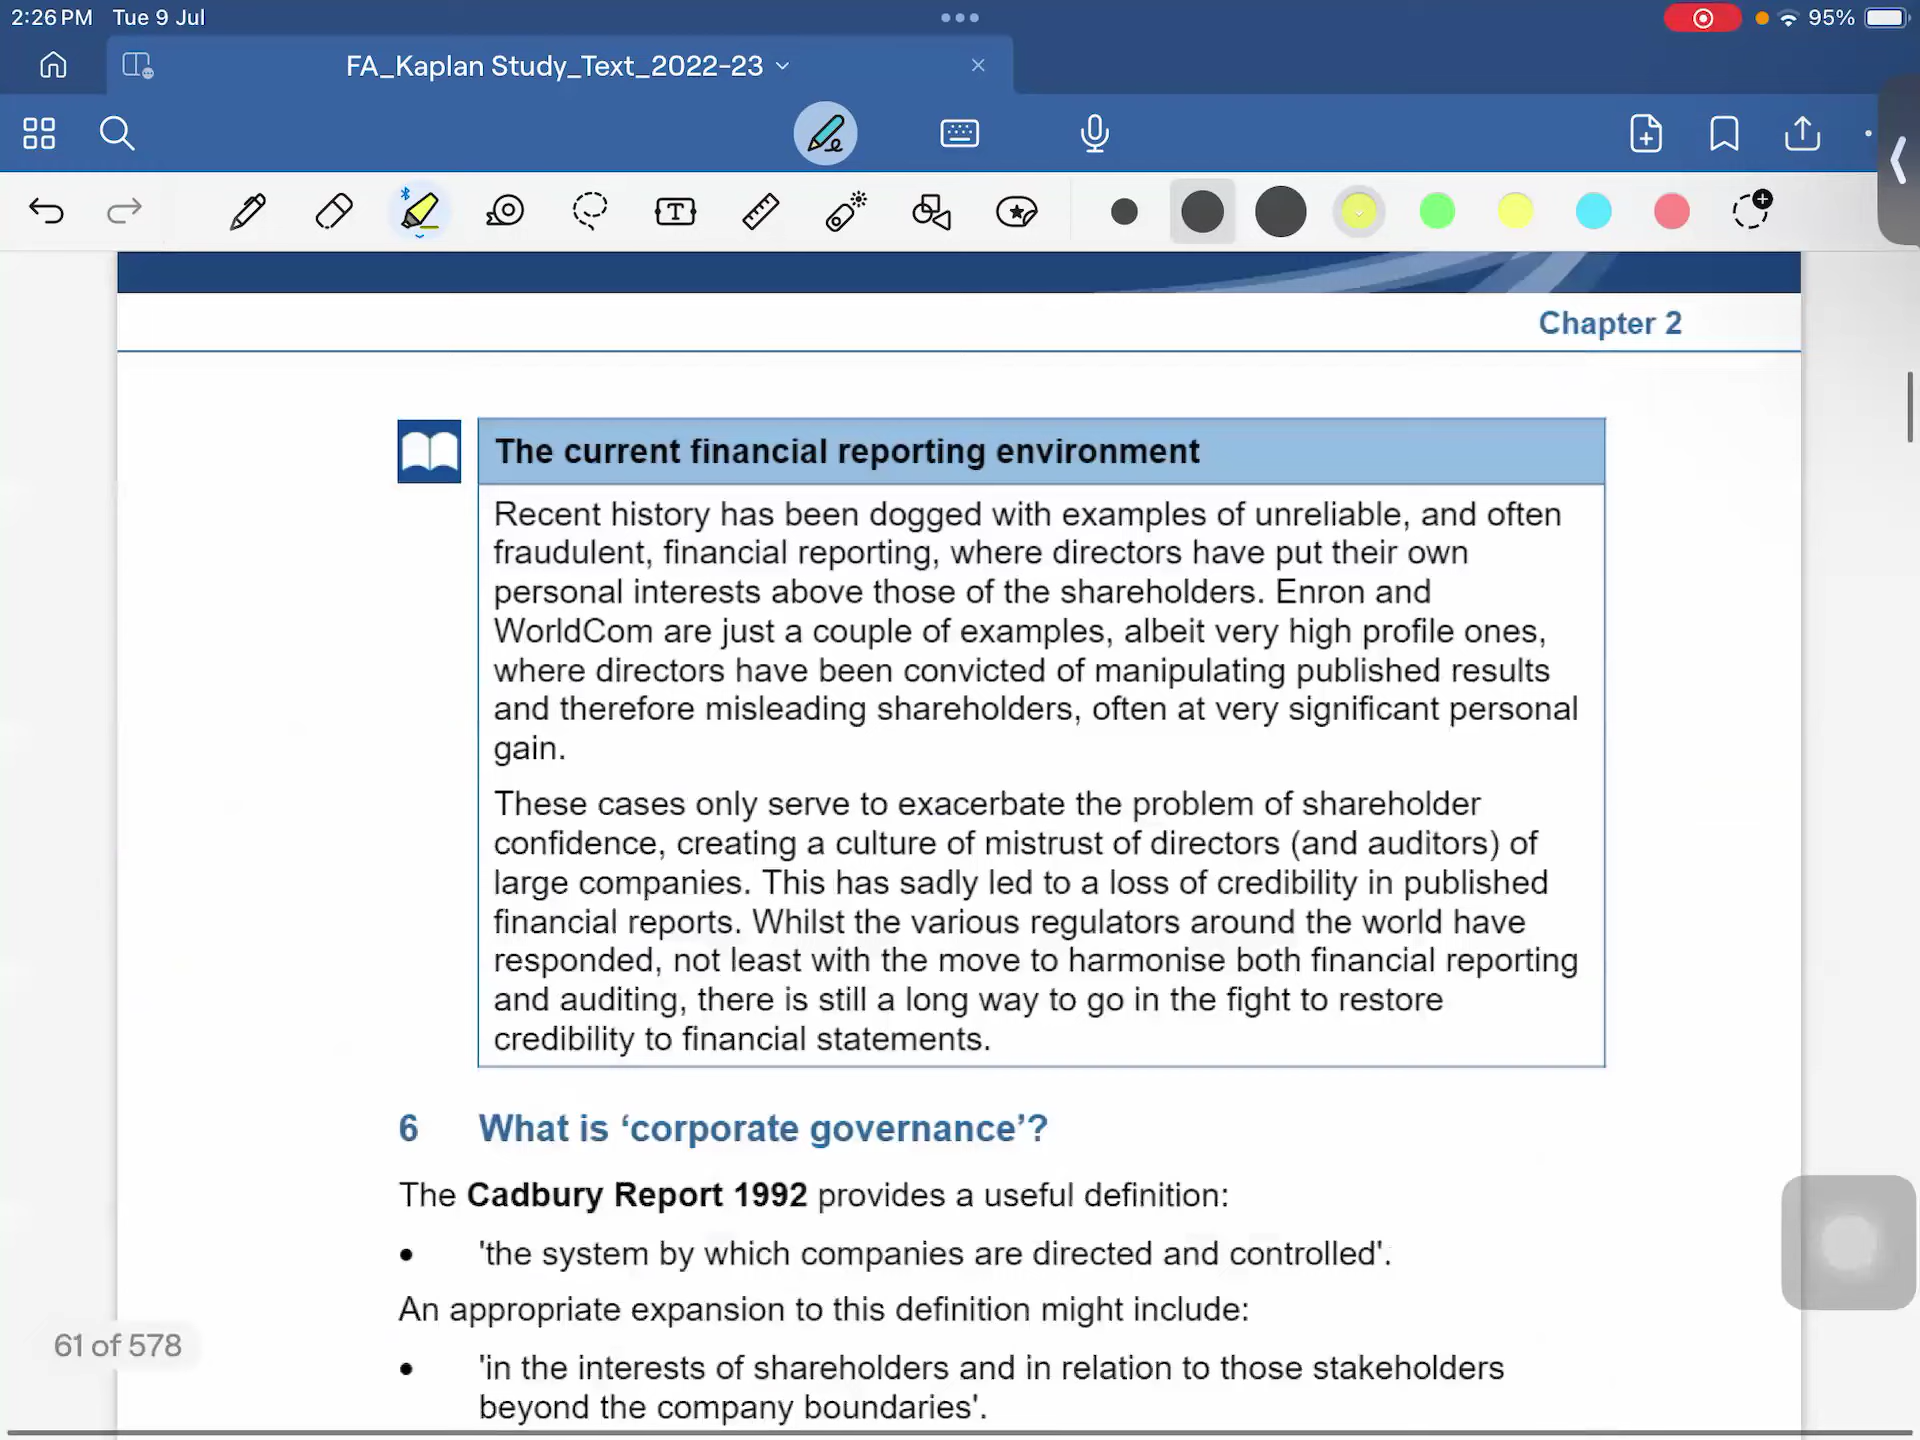 2:26 PM Tue 9 Jul
95%
FA_Kaplan Study_Text_2022-23
Chapter 2
The current financial reporting environment
Recent history has been dogged with examples of unreliable, and often
fraudulent, financial reporting, where directors have put their own
personal interests above those of the shareholders. Enron and
WorldCom are just a couple of examples, albeit very high profile ones,
where directors have been convicted of manipulating published results
and therefore misleading shareholders, often at very significant personal
gain.
These cases only serve to exacerbate the problem of shareholder
confidence, creating a culture of mistrust of directors (and auditors) of
large companies. This has sadly led to a loss of credibility in published
financial reports. Whilst the various regulators around the world have
responded, not least with the move to harmonise both financial reporting
and auditing, there is still a long way to go in the fight to restore
credibility to financial statements.
6 What is ‘corporate governance’?
The Cadbury Report 1992 provides a useful definition:
• 'the system by which companies are directed and controlled'.
An appropriate expansion to this definition might include:
• 'in the interests of shareholders and in relation to those stakeholders
beyond the company boundaries'.
61 of 578